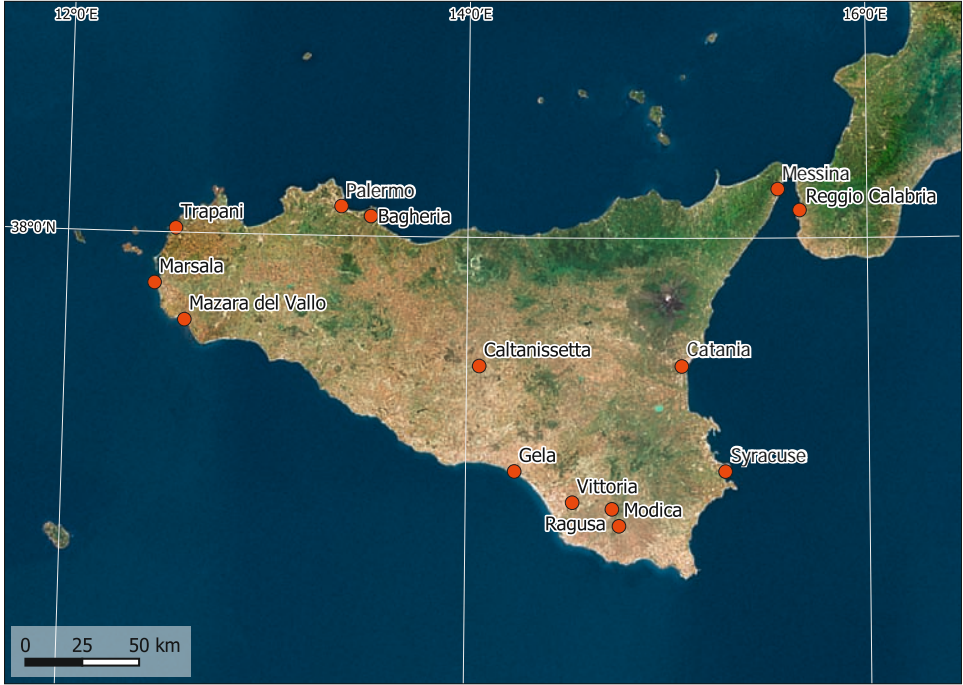 12°0′E 14°0′E 16°0′E
Messina
Palermo
Reggio Calabria
Trapani
Bagheria
38°0′N
Marsala
Mazara del Vallo
Caltanissetta
Catania
Gela
Syracuse
Vittoria
Modica
Ragusa
0 25 50 km